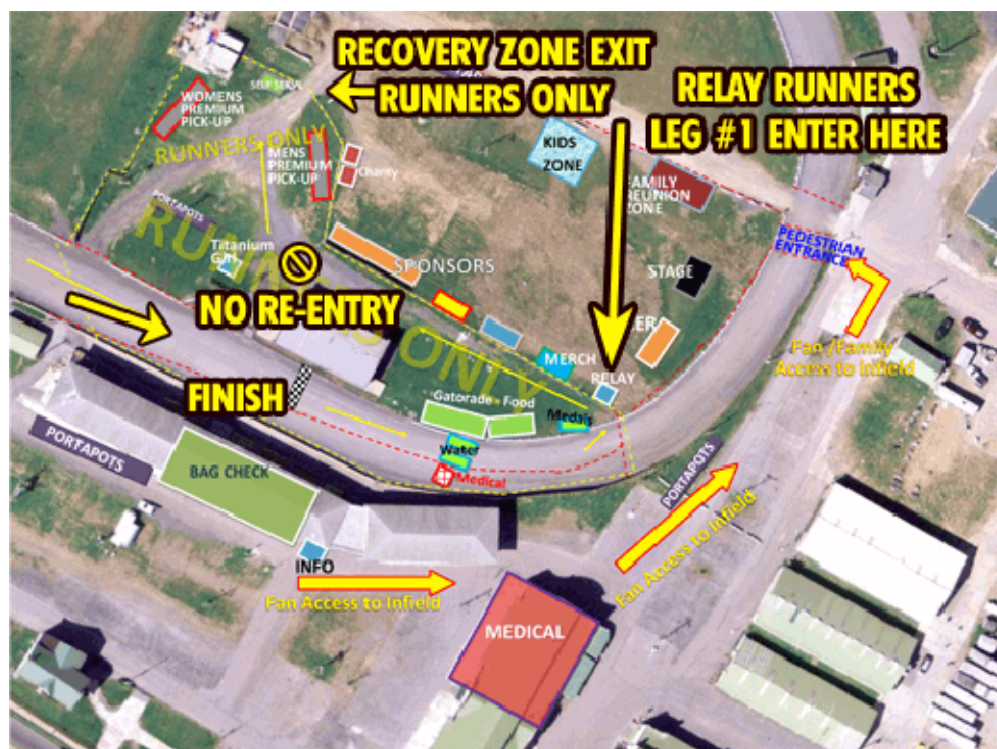 RECOVERY ZONE EXIT
RUNNERS ONLY
RELAY RUNNERS
LEG #1 ENTER HERE
SELF SERVE
WOMENS
PREMIUM
PICK-UP
RUNNERS ONLY
MENS
PREMIUM
PICK-UP
Charity
KIDS
ZONE
FAMILY
REUNION
ZONE
PORTAPOTS
PEDESTRIAN
ENTRANCE
Titanium
SPONSORS
STAGE
NO RE-ENTRY
RUNNERS ONLY
MERCH
RELAY
Fan /Family
Access to Infield
FINISH
Gatorade - Food
Medals
Water
Medical
PORTAPOTS
BAG CHECK
PORTAPOTS
INFO
Fan Access to Infield
Fan Access to Infield
MEDICAL